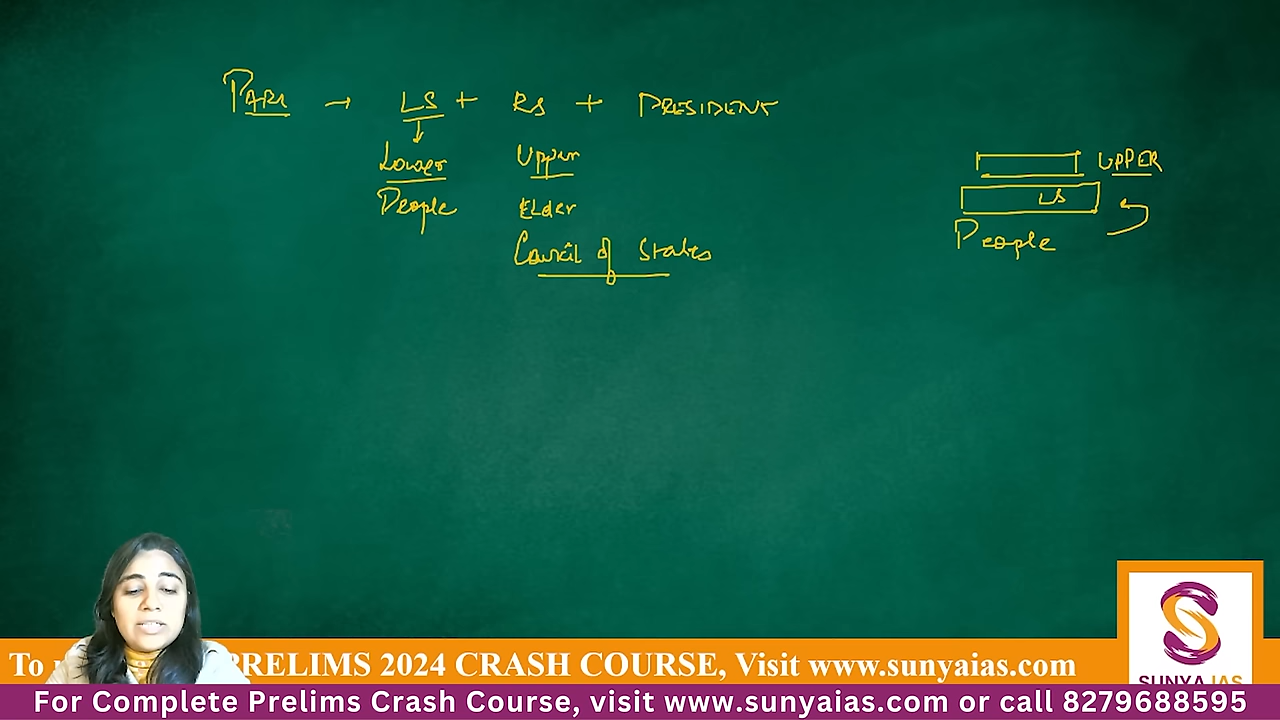 PARL → LS + RS + PRESIDENT
Lower Upper
People Elder
Council of States
UPPER
LS
People
To PRELIMS 2024 CRASH COURSE, Visit www.sunyaias.com
SUNYA IAS
For Complete Prelims Crash Course, visit www.sunyaias.com or call 8279688595